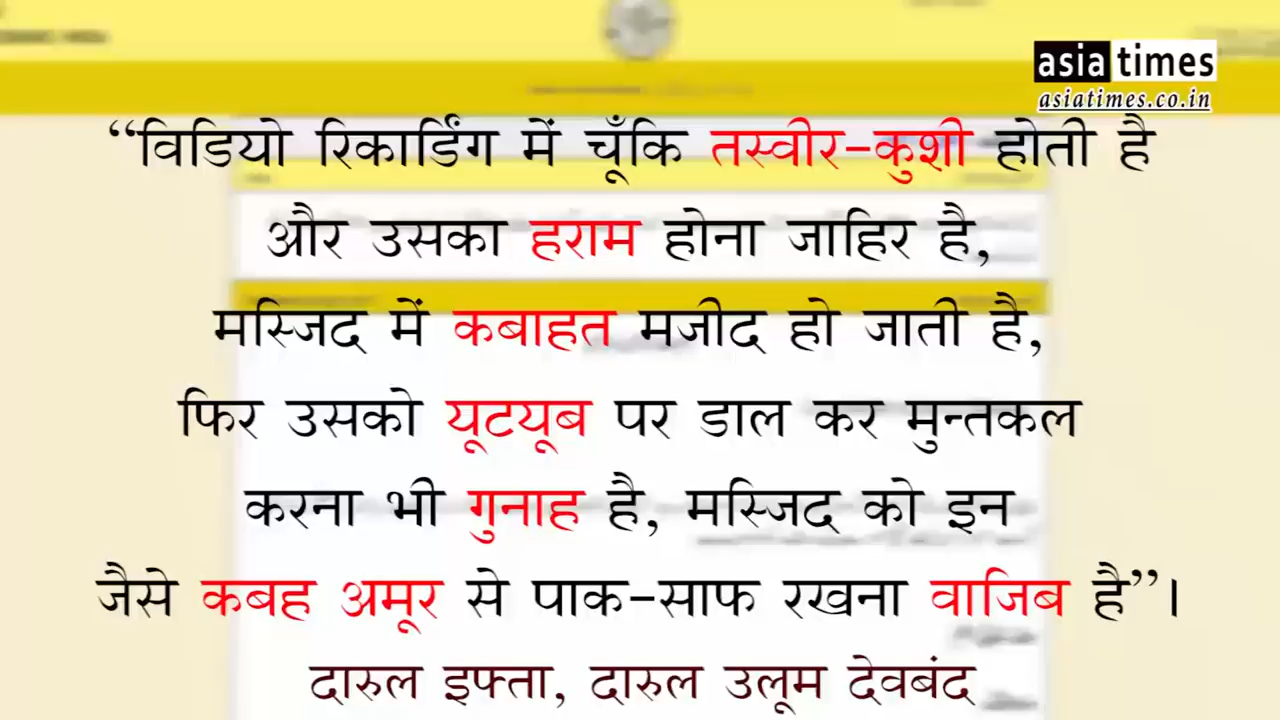 asia times
asiatimes.co.in
“विडियो रिकार्डिंग में चूँकि तस्वीर-कुशी होती है
और उसका हराम होना जाहिर है,
मस्जिद में कबाहत मजीद हो जाती है,
फिर उसको यूटयूब पर डाल कर मुन्तकल
करना भी गुनाह है, मस्जिद को इन
जैसे कबह अमूर से पाक-साफ रखना वाजिब है”।
दारुल इफ्ता, दारुल उलूम देवबंद